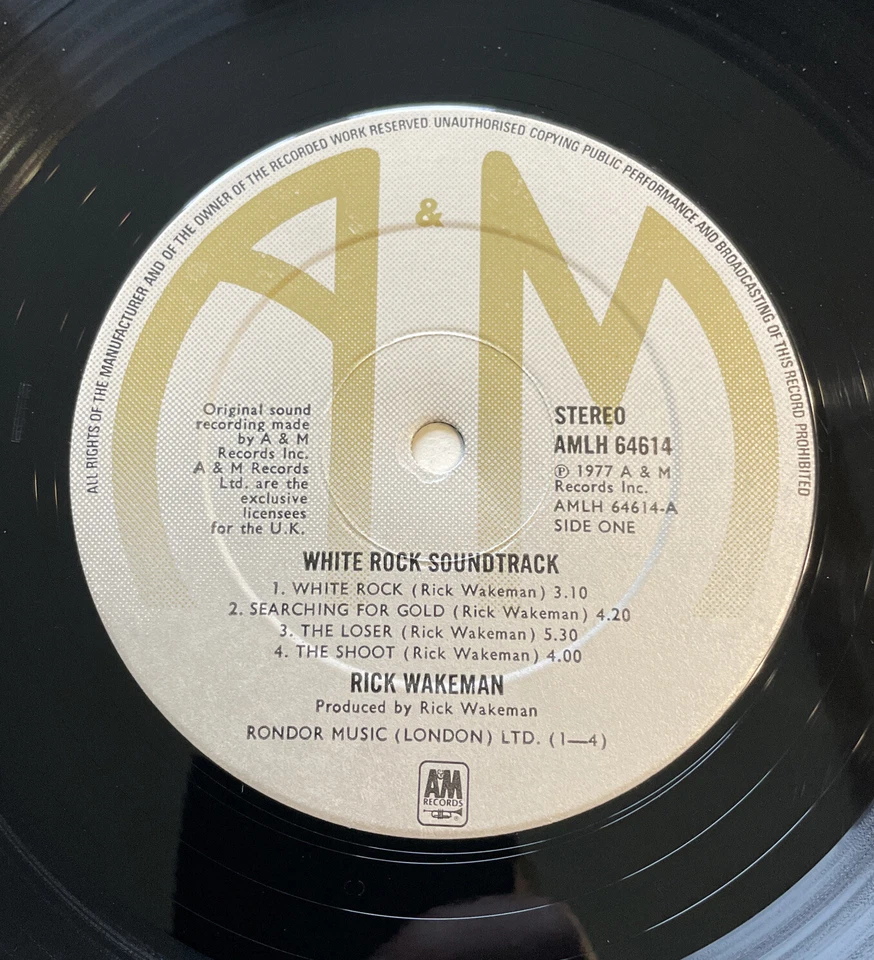 ALL RIGHTS OF THE MANUFACTURER AND OF THE OWNER OF THE RECORDED WORK RESERVED. UNAUTHORISED COPYING PUBLIC PERFORMANCE AND BROADCASTING OF THIS RECORD PROHIBITED
A & M
Original sound
recording made
by A & M
Records Inc.
A & M Records
Ltd. are the
exclusive
licensees
for the U.K.
STEREO
AMLH 64614
℗ 1977 A & M
Records Inc.
AMLH 64614-A
SIDE ONE
WHITE ROCK SOUNDTRACK
1. WHITE ROCK (Rick Wakeman) 3.10
2. SEARCHING FOR GOLD (Rick Wakeman) 4.20
3. THE LOSER (Rick Wakeman) 5.30
4. THE SHOOT (Rick Wakeman) 4.00
RICK WAKEMAN
Produced by Rick Wakeman
RONDOR MUSIC (LONDON) LTD. (1—4)
A&M
RECORDS